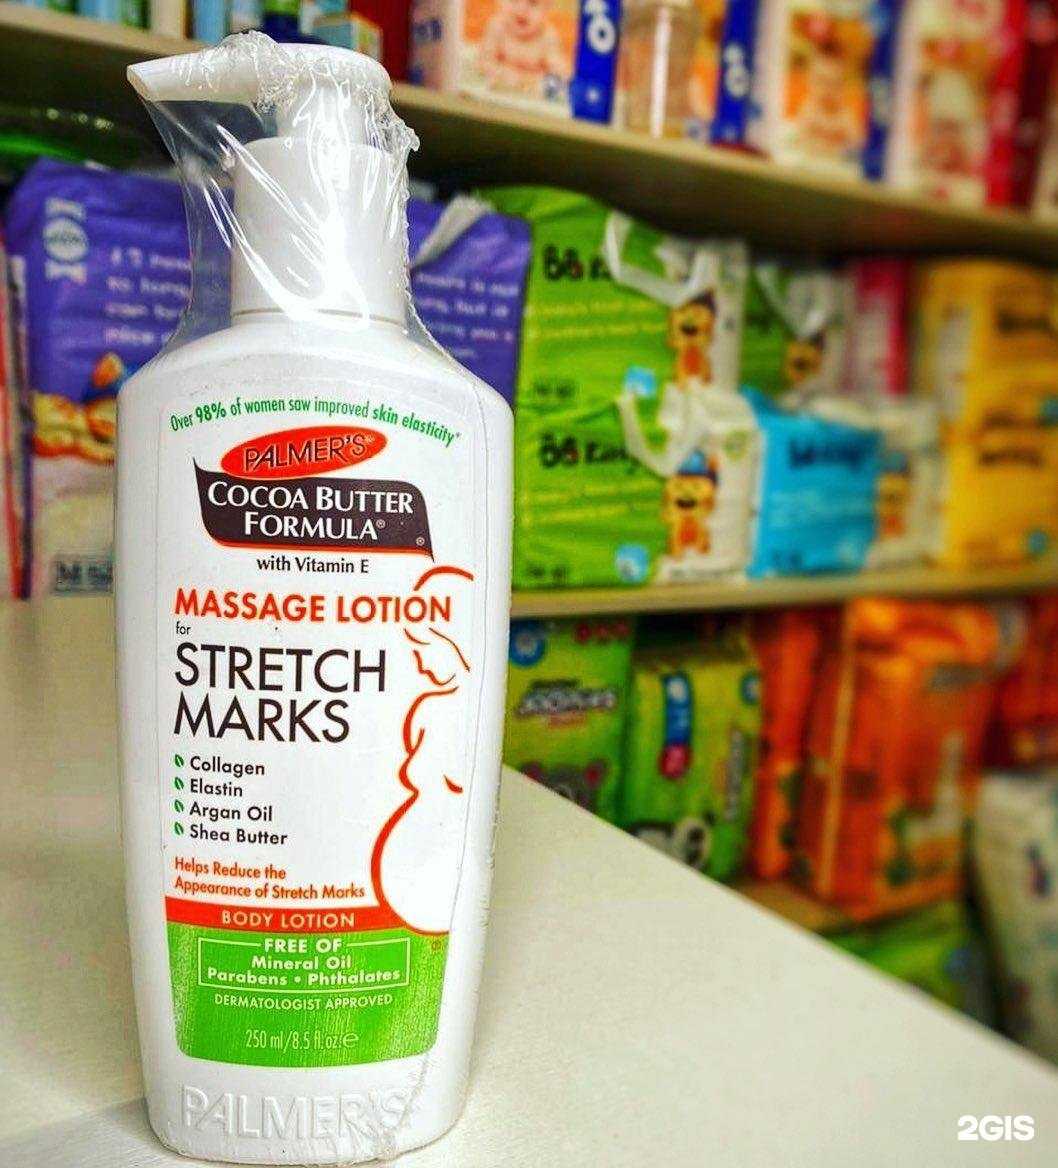 Over 98% of women saw improved skin elasticity*
PALMER'S
COCOA BUTTER
FORMULA®
®
with Vitamin E
MASSAGE LOTION
for
STRETCH
MARKS
Collagen
Elastin
Argan Oil
Shea Butter
Helps Reduce the
Appearance of Stretch Marks
BODY LOTION
FREE OF
Mineral Oil
Parabens • Phthalates
DERMATOLOGIST APPROVED
250 ml/8.5 fl.oz.℮
PALMER'S
BB
BB
2GIS